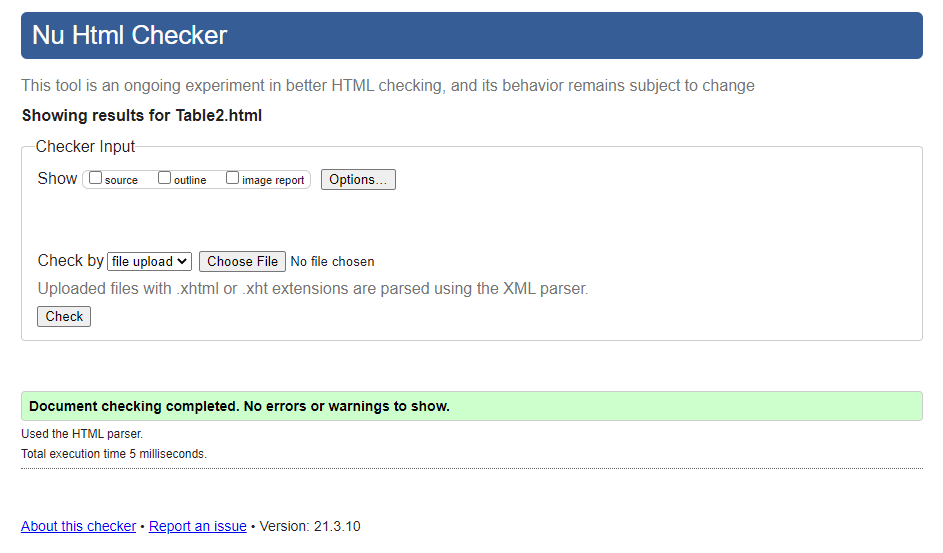 Nu Html Checker
This tool is an ongoing experiment in better HTML checking, and its behavior remains subject to change
Showing results for Table2.html
Checker Input
Show source outline image report Options...
Check by file upload Choose File No file chosen
Uploaded files with .xhtml or .xht extensions are parsed using the XML parser.
Check
Document checking completed. No errors or warnings to show.
Used the HTML parser.
Total execution time 5 milliseconds.
About this checker • Report an issue • Version: 21.3.10